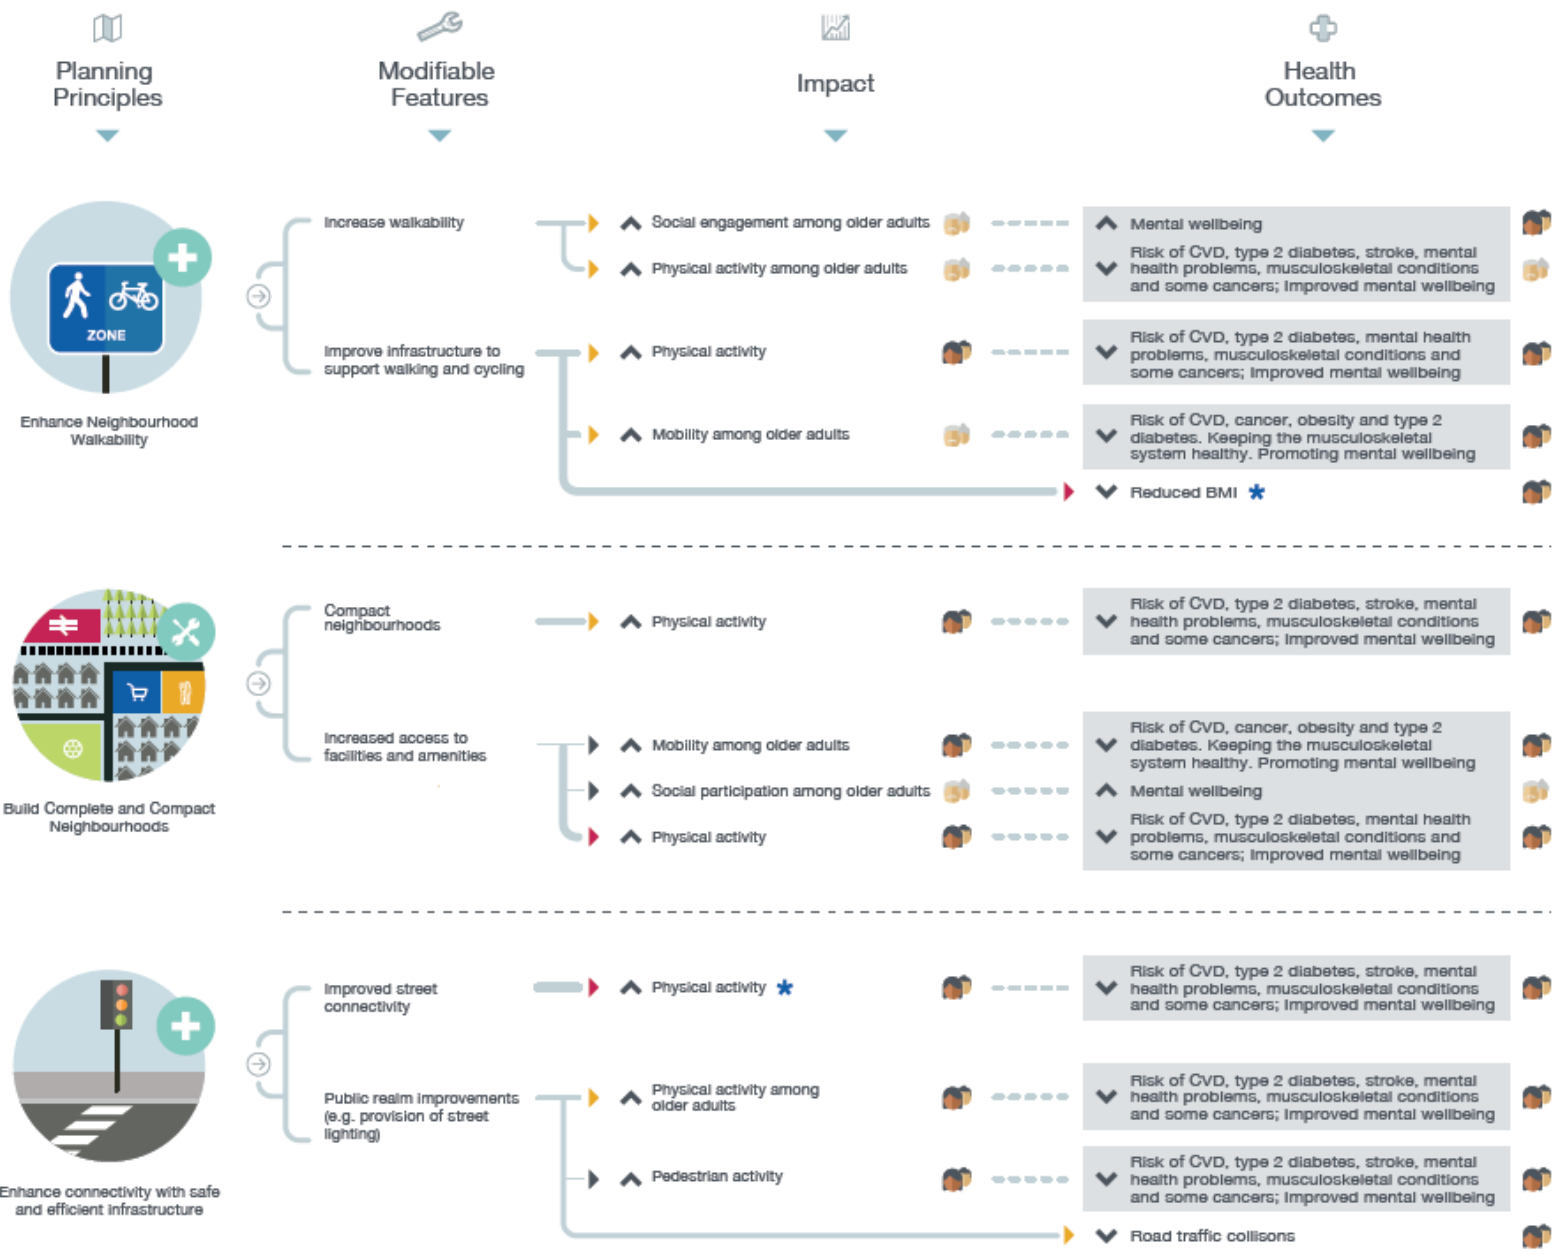 Planning
Principles
Modifiable
Features
Impact
Health
Outcomes
ZONE
Enhance Neighbourhood
Walkability
Increase walkability
Social engagement among older adults
Mental wellbeing
Physical activity among older adults
Risk of CVD, type 2 diabetes, stroke, mental
health problems, musculoskeletal conditions
and some cancers; Improved mental wellbeing
Improve infrastructure to
support walking and cycling
Physical activity
Risk of CVD, type 2 diabetes, mental health
problems, musculoskeletal conditions and
some cancers; Improved mental wellbeing
Mobility among older adults
Risk of CVD, cancer, obesity and type 2
diabetes. Keeping the musculoskeletal
system healthy. Promoting mental wellbeing
Reduced BMI *
Build Complete and Compact
Neighbourhoods
Compact
neighbourhoods
Physical activity
Risk of CVD, type 2 diabetes, stroke, mental
health problems, musculoskeletal conditions
and some cancers; Improved mental wellbeing
Increased access to
facilities and amenities
Mobility among older adults
Risk of CVD, cancer, obesity and type 2
diabetes. Keeping the musculoskeletal
system healthy. Promoting mental wellbeing
Social participation among older adults
Mental wellbeing
Physical activity
Risk of CVD, type 2 diabetes, mental health
problems, musculoskeletal conditions and
some cancers; Improved mental wellbeing
Enhance connectivity with safe
and efficient infrastructure
Improved street
connectivity
Physical activity *
Risk of CVD, type 2 diabetes, stroke, mental
health problems, musculoskeletal conditions
and some cancers; Improved mental wellbeing
Public realm improvements
(e.g. provision of street
lighting)
Physical activity among
older adults
Risk of CVD, type 2 diabetes, stroke, mental
health problems, musculoskeletal conditions
and some cancers; Improved mental wellbeing
Pedestrian activity
Risk of CVD, type 2 diabetes, stroke, mental
health problems, musculoskeletal conditions
and some cancers; Improved mental wellbeing
Road traffic collisons